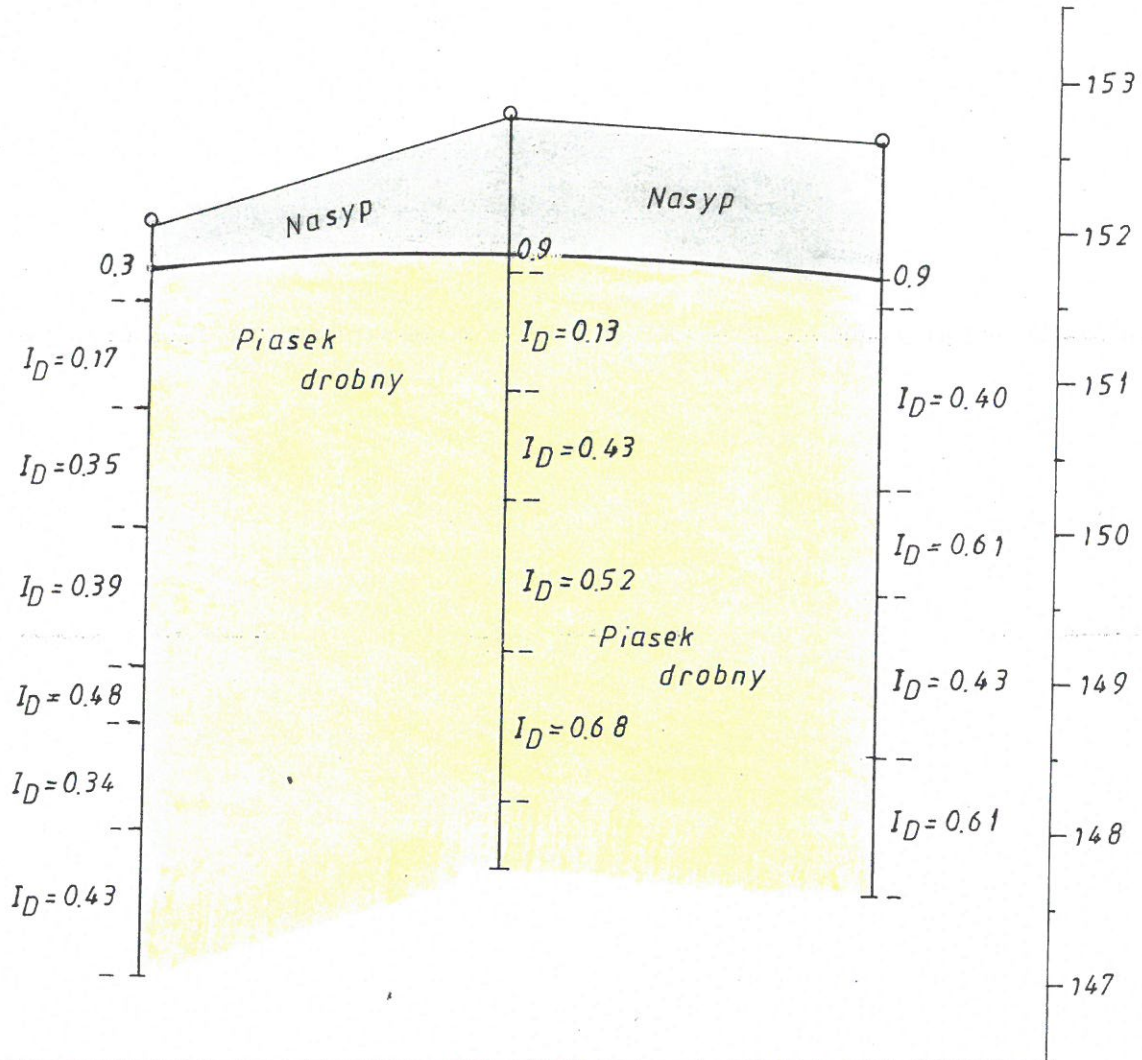 153
152
151
150
149
148
147
Nasyp
Nasyp
0.3
0.9
0.9
Piasek
drobny
Piasek
drobny
I_D = 0.17
I_D = 0.35
I_D = 0.39
I_D = 0.48
I_D = 0.34
I_D = 0.43
I_D = 0.13
I_D = 0.43
I_D = 0.52
I_D = 0.68
I_D = 0.40
I_D = 0.61
I_D = 0.43
I_D = 0.61